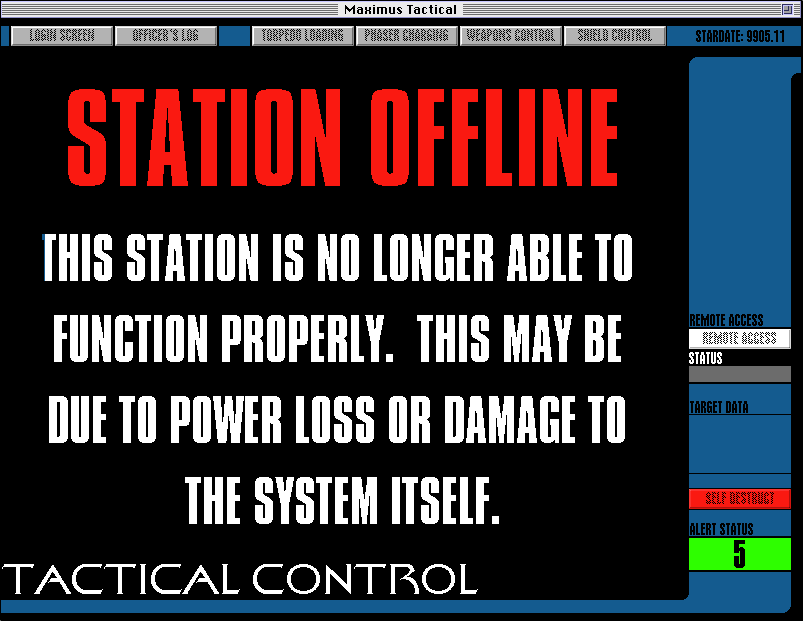 Maximus Tactical
LOGIN SCREEN OFFICER'S LOG TORPEDO LOADING PHASER CHARGING WEAPONS CONTROL SHIELD CONTROL STARDATE: 9905.11
STATION OFFLINE
THIS STATION IS NO LONGER ABLE TO
FUNCTION PROPERLY. THIS MAY BE
DUE TO POWER LOSS OR DAMAGE TO
THE SYSTEM ITSELF.
REMOTE ACCESS
REMOTE ACCESS
STATUS
TARGET DATA
SELF DESTRUCT
ALERT STATUS
5
TACTICAL CONTROL